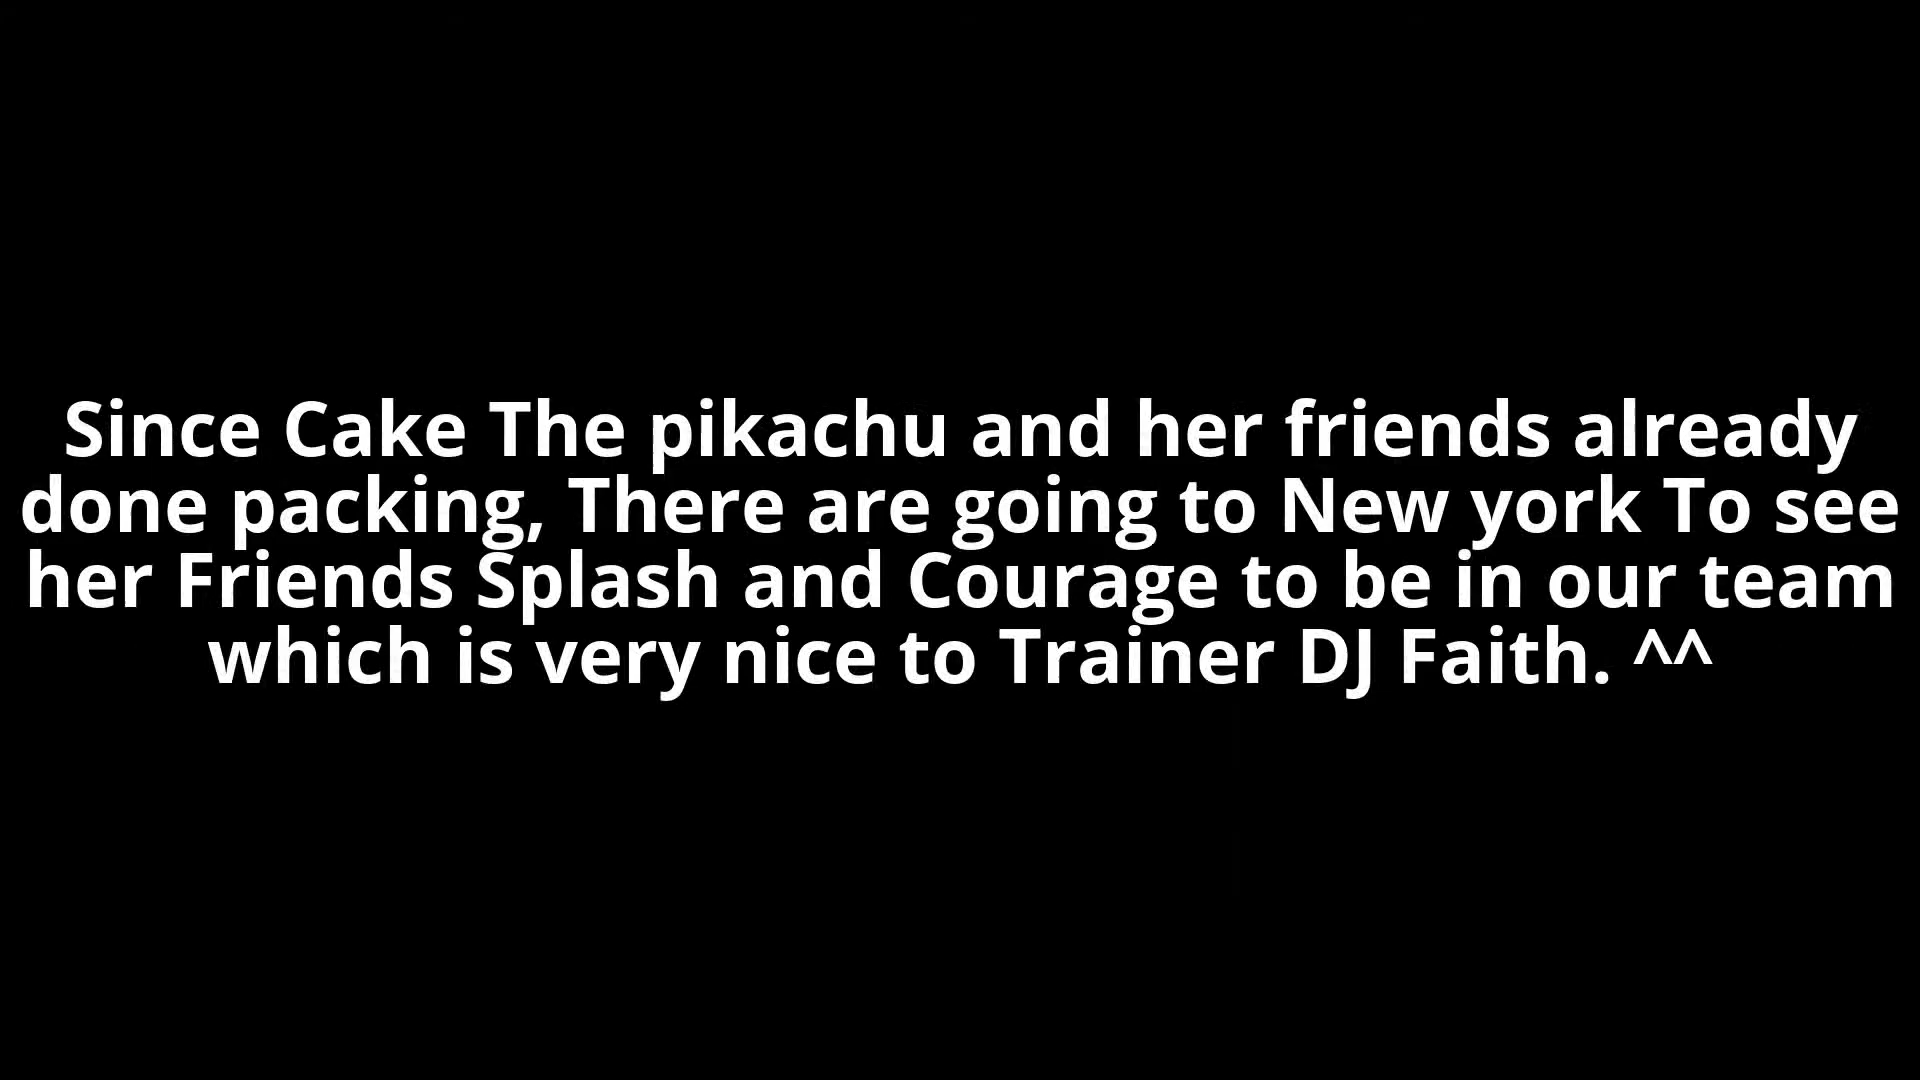 Since Cake The pikachu and her friends already
done packing, There are going to New york To see
her Friends Splash and Courage to be in our team
which is very nice to Trainer DJ Faith. ^^